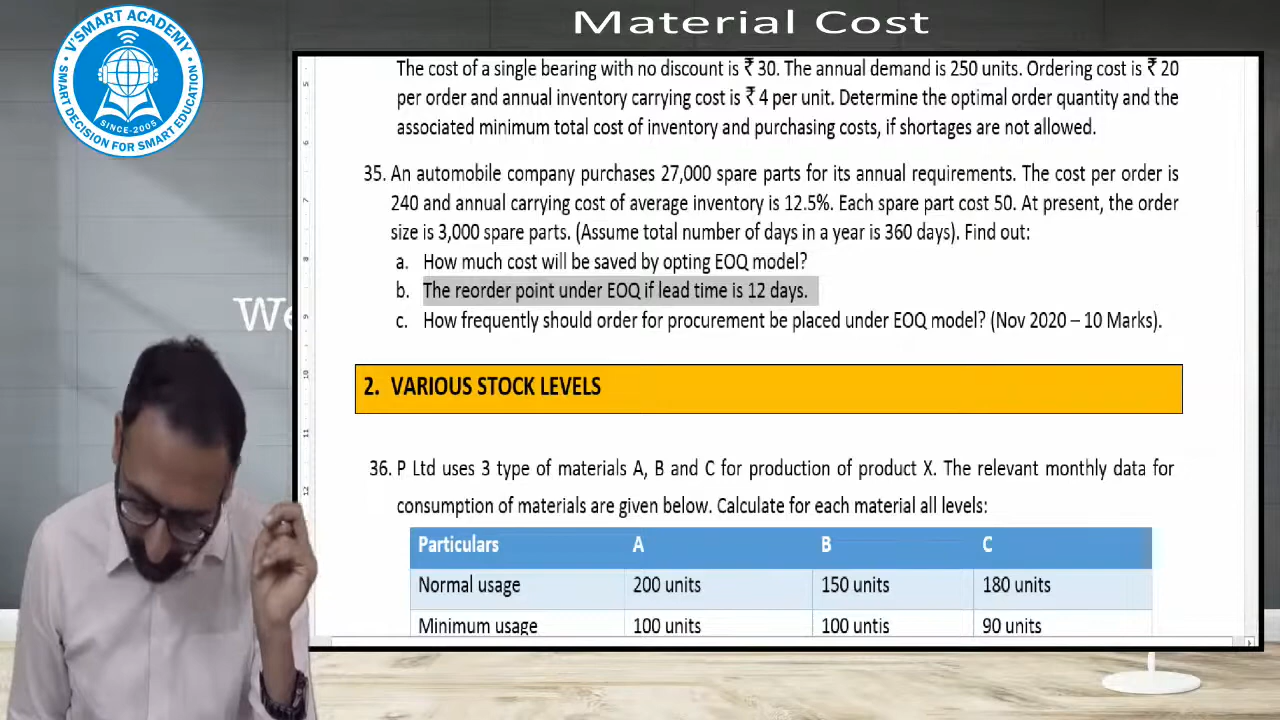 Material Cost
V'SMART ACADEMY
SINCE-2005
SMART DECISION FOR SMART EDUCATION
The cost of a single bearing with no discount is ₹ 30. The annual demand is 250 units. Ordering cost is ₹ 20
per order and annual inventory carrying cost is ₹ 4 per unit. Determine the optimal order quantity and the
associated minimum total cost of inventory and purchasing costs, if shortages are not allowed.
35. An automobile company purchases 27,000 spare parts for its annual requirements. The cost per order is
240 and annual carrying cost of average inventory is 12.5%. Each spare part cost 50. At present, the order
size is 3,000 spare parts. (Assume total number of days in a year is 360 days). Find out:
a. How much cost will be saved by opting EOQ model?
b. The reorder point under EOQ if lead time is 12 days.
c. How frequently should order for procurement be placed under EOQ model? (Nov 2020 – 10 Marks).
We
2. VARIOUS STOCK LEVELS
36. P Ltd uses 3 type of materials A, B and C for production of product X. The relevant monthly data for
consumption of materials are given below. Calculate for each material all levels:
Particulars A B C
Normal usage 200 units 150 units 180 units
Minimum usage 100 units 100 untis 90 units